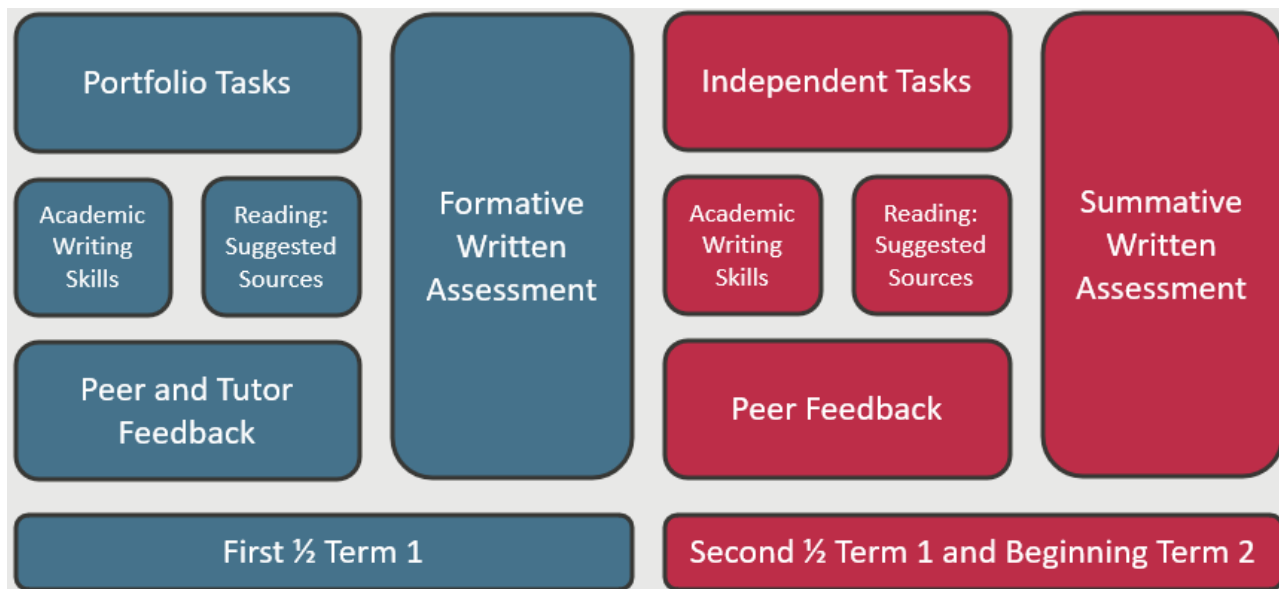 Portfolio Tasks
Academic
Writing
Skills
Reading:
Suggested
Sources
Peer and Tutor
Feedback
Formative
Written
Assessment
First ½ Term 1
Independent Tasks
Academic
Writing
Skills
Reading:
Suggested
Sources
Peer Feedback
Summative
Written
Assessment
Second ½ Term 1 and Beginning Term 2